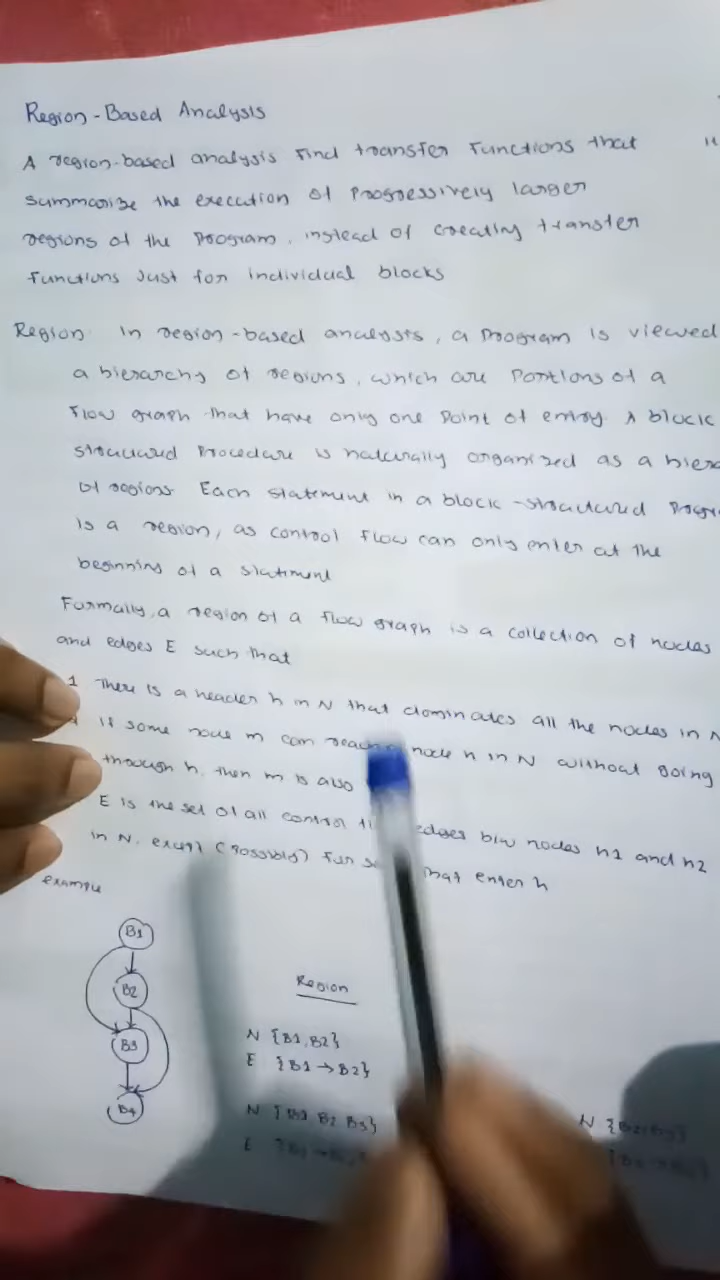 Region-Based Analysis
A region-based analysis find transfer functions that
summarize the execution of progressively larger
regions of the program, instead of creating transfer
functions just for individual blocks
Region: In region-based analysis, a program is viewed
a hierarchy of regions, which are portions of a
flow graph that have only one point of entry. A block
structured procedure is naturally organized as a
of regions. Each statement in a block-structured
is a region, as control flow can only enter at the
beginning of a statement
Formally, a region of a flow graph is a collection of nodes
and edges E such that
1 There is a header h in N that dominates all the nodes in N
If some node m can reach a node n in N without going
through h, then m is also
E is the set of all control edges b/w nodes n1 and n2
in N, except (possibly) for that enter h
example
B1
B2
B3
B4
Region
N {B1, B2}
E {B1 → B2}
N {B1 B2 B3}